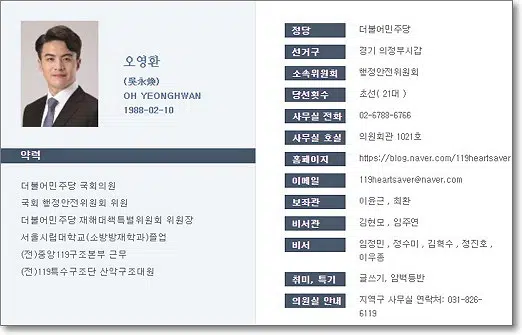 오영환
(吳永煥)
OH YEONGHWAN
1988-02-10
약력
더불어민주당 국회의원
국회 행정안전위원회 위원
더불어민주당 재해대책특별위원회 위원장
서울시립대학교(소방방재학과)졸업
(전)중앙119구조본부 근무
(전)119특수구조단 산악구조대원
정당 더불어민주당
선거구 경기 의정부시갑
소속위원회 행정안전위원회
당선횟수 초선( 21대 )
사무실 전화 02-6788-6766
사무실 호실 의원회관 1021호
홈페이지 https://blog.naver.com/119heartsaver
이메일 119heartsaver@naver.com
보좌관 이윤근 , 최환
비서관 김현모 , 임주연
비서 임정민 , 정수미 , 김혁수 , 정진호 ,
이우종
취미, 특기 글쓰기, 암벽등반
의원실 안내 지역구 사무실 연락처: 031-826-
6119